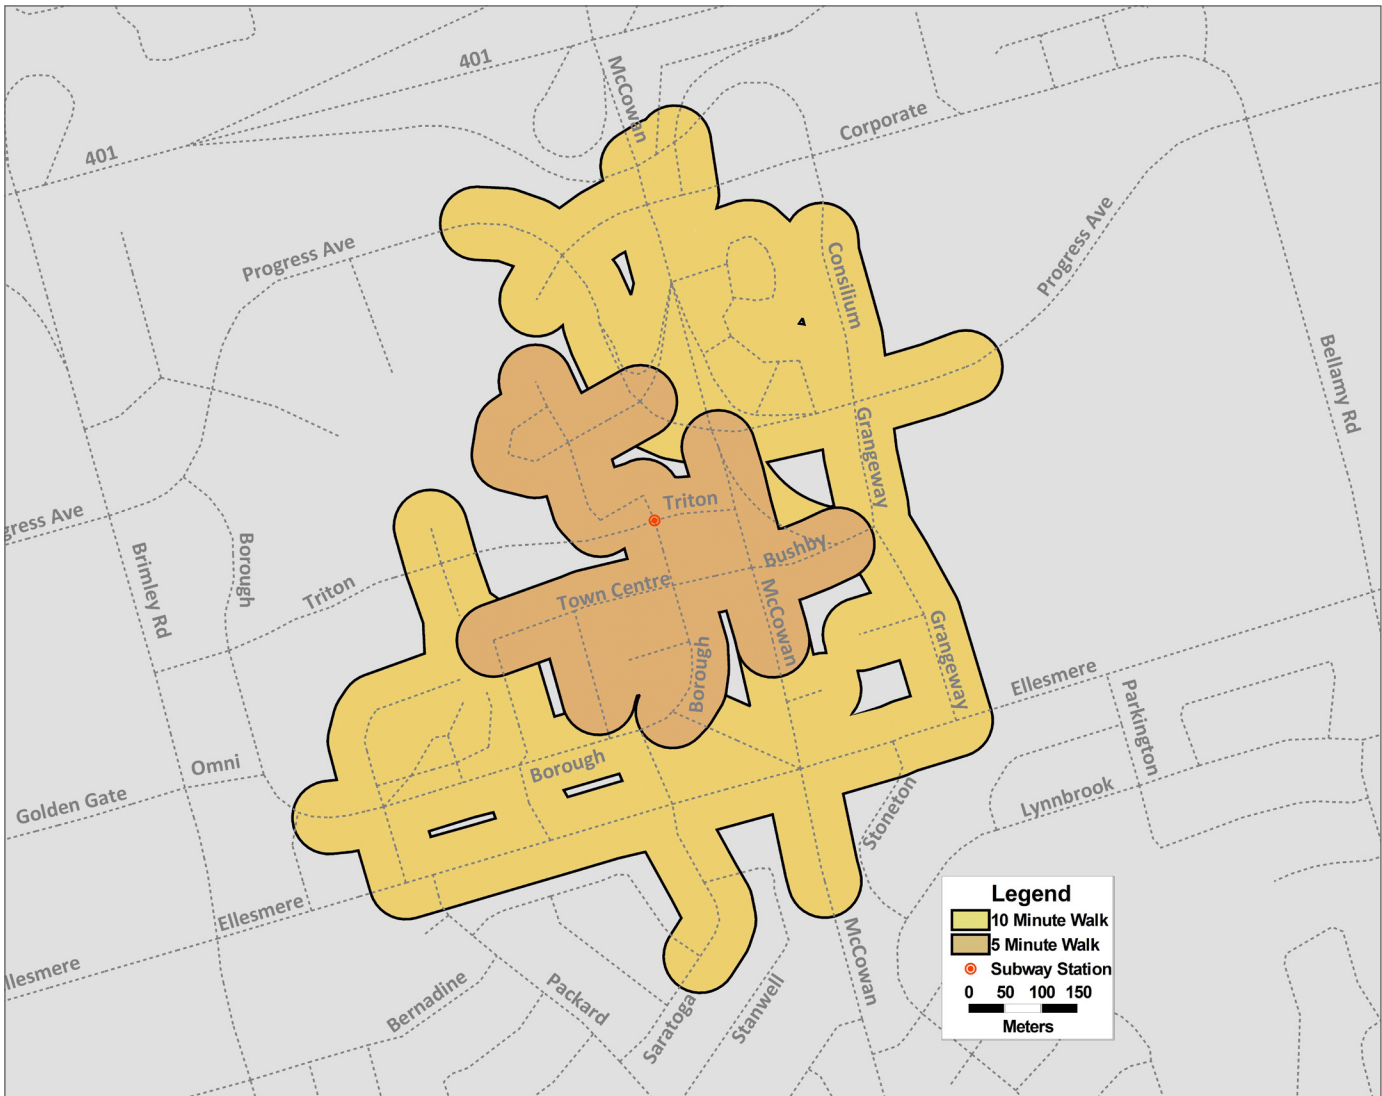 401
McCowan
Corporate
401
Progress Ave
Progress Ave
Consilium
Bellamy Rd
Grangeway
Triton
gress Ave
Bushby
Borough
Brimley Rd
Triton
Town Centre
McCowan
Borough
Grangeway
Ellesmere
Parkington
Omni
Borough
Golden Gate
Stoneton
Lynnbrook
Ellesmere
llesmere
McCowan
Bernadine
Packard
Saratoga
Stanwell
Legend
10 Minute Walk
5 Minute Walk
Subway Station
0 50 100 150
Meters